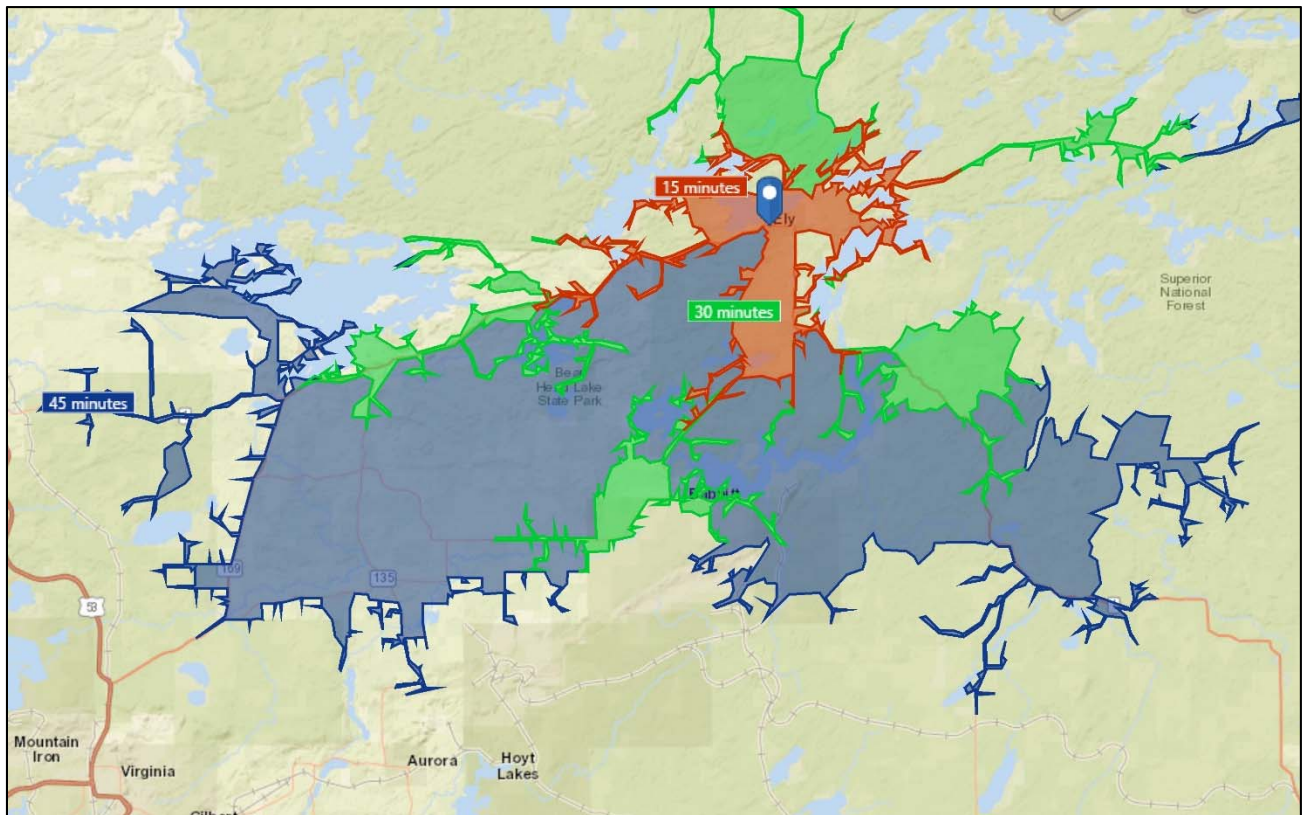 15 minutes
Ely
Superior
National
Forest
30 minutes
Bear
Head Lake
State Park
45 minutes
Babbitt
169
135
53
Mountain
Iron
Virginia
Aurora
Hoyt
Lakes
Gilbert